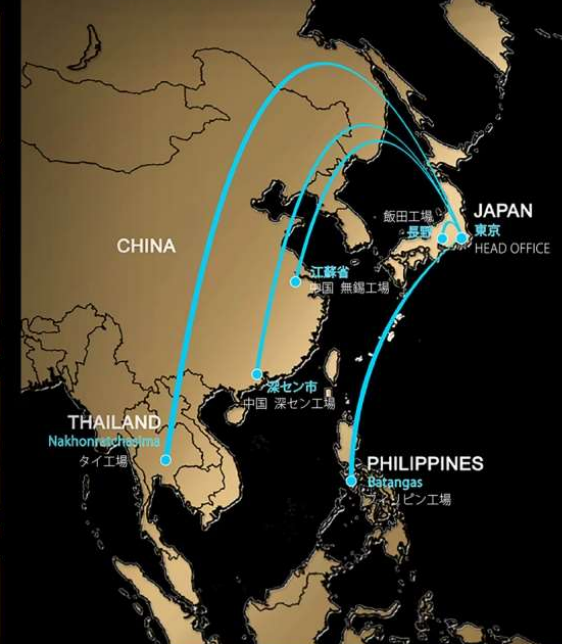 JAPAN
飯田工場
長野
東京
HEAD OFFICE
CHINA
江蘇省
中国 無錫工場
深セン市
中国 深セン工場
THAILAND
Nakhonratchasima
タイ工場
PHILIPPINES
Batangas
フィリピン工場